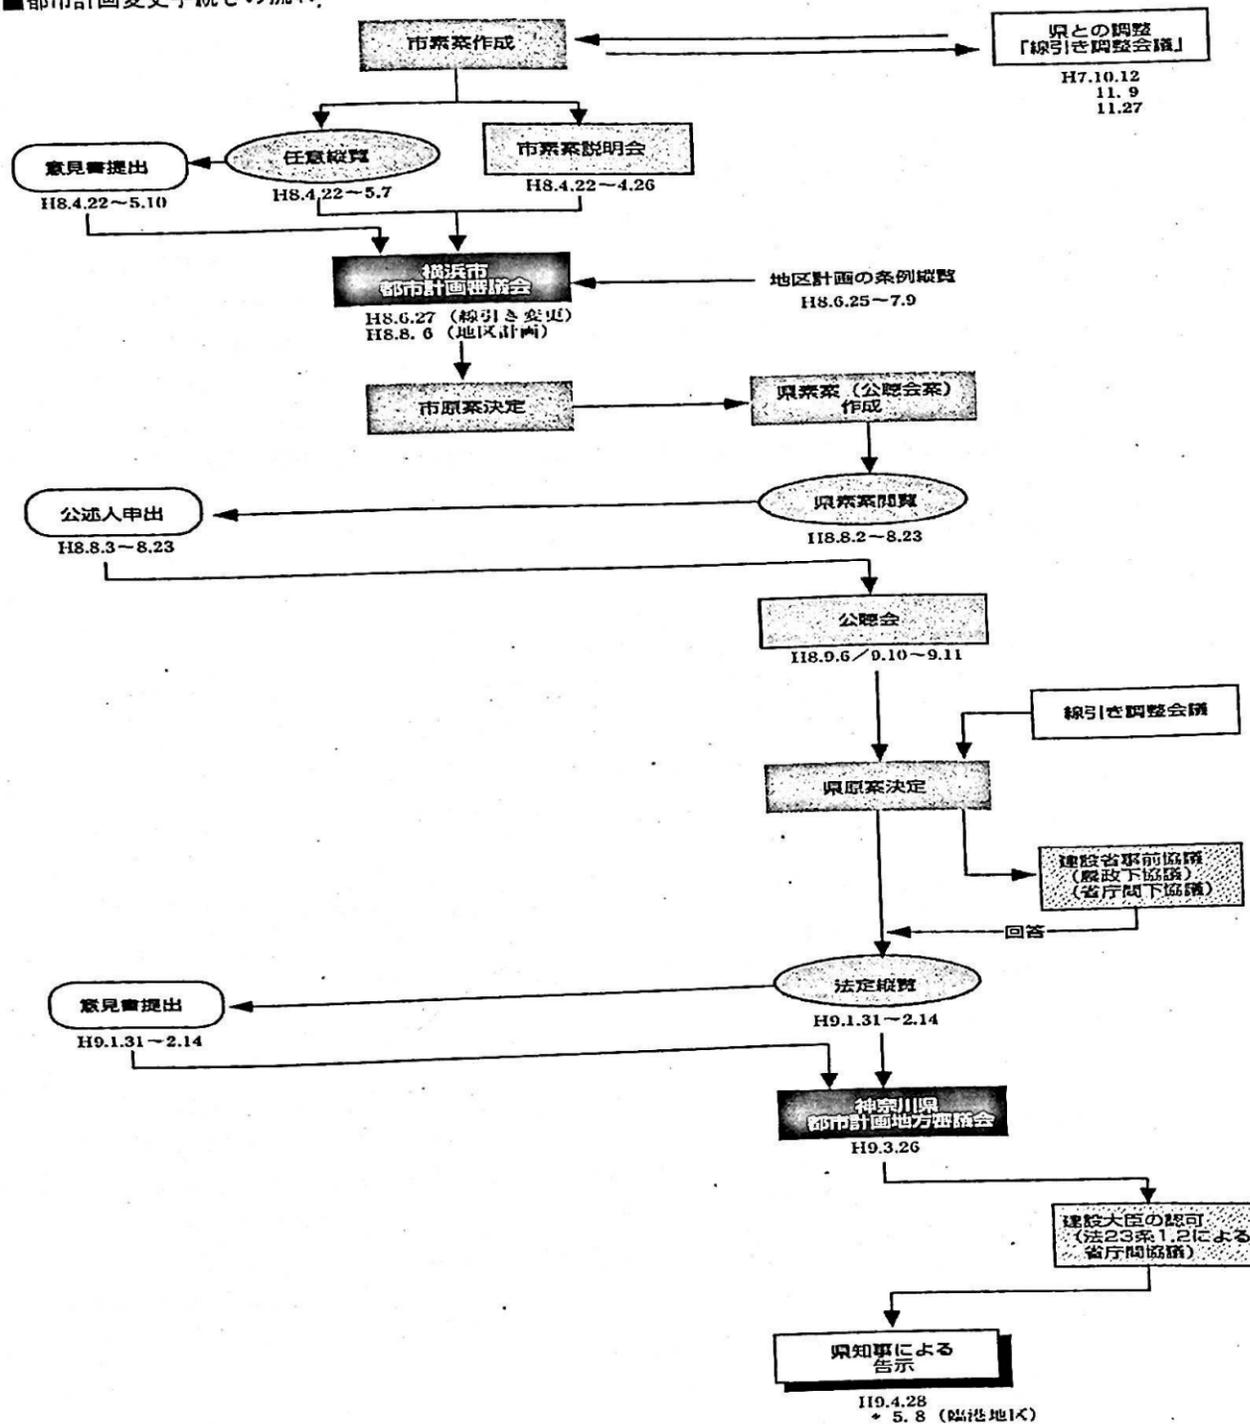 ■都市計画変更手続きの流れ
市素案作成
県との調整
「線引き調整会議」
H7.10.12
11. 9
11.27
意見書提出
H8.4.22～5.10
任意縦覧
H8.4.22～5.7
市素案説明会
H8.4.22～4.26
横浜市
都市計画審議会
H8.6.27（線引き変更）
H8.8. 6（地区計画）
地区計画の条例縦覧
H8.6.25～7.9
市原案決定
県素案（公聴会案）
作成
公述人申出
H8.8.3～8.23
県素案閲覧
H8.8.2～8.23
公聴会
H8.9.6／9.10～9.11
線引き調整会議
県原案決定
建設省事前協議
（農政下協議）
（省庁間下協議）
回答
意見書提出
H9.1.31～2.14
法定縦覧
H9.1.31～2.14
神奈川県
都市計画地方審議会
H9.3.26
建設大臣の認可
（法23条1.2による
省庁間協議）
県知事による
告示
H9.4.28
5. 8（臨港地区）